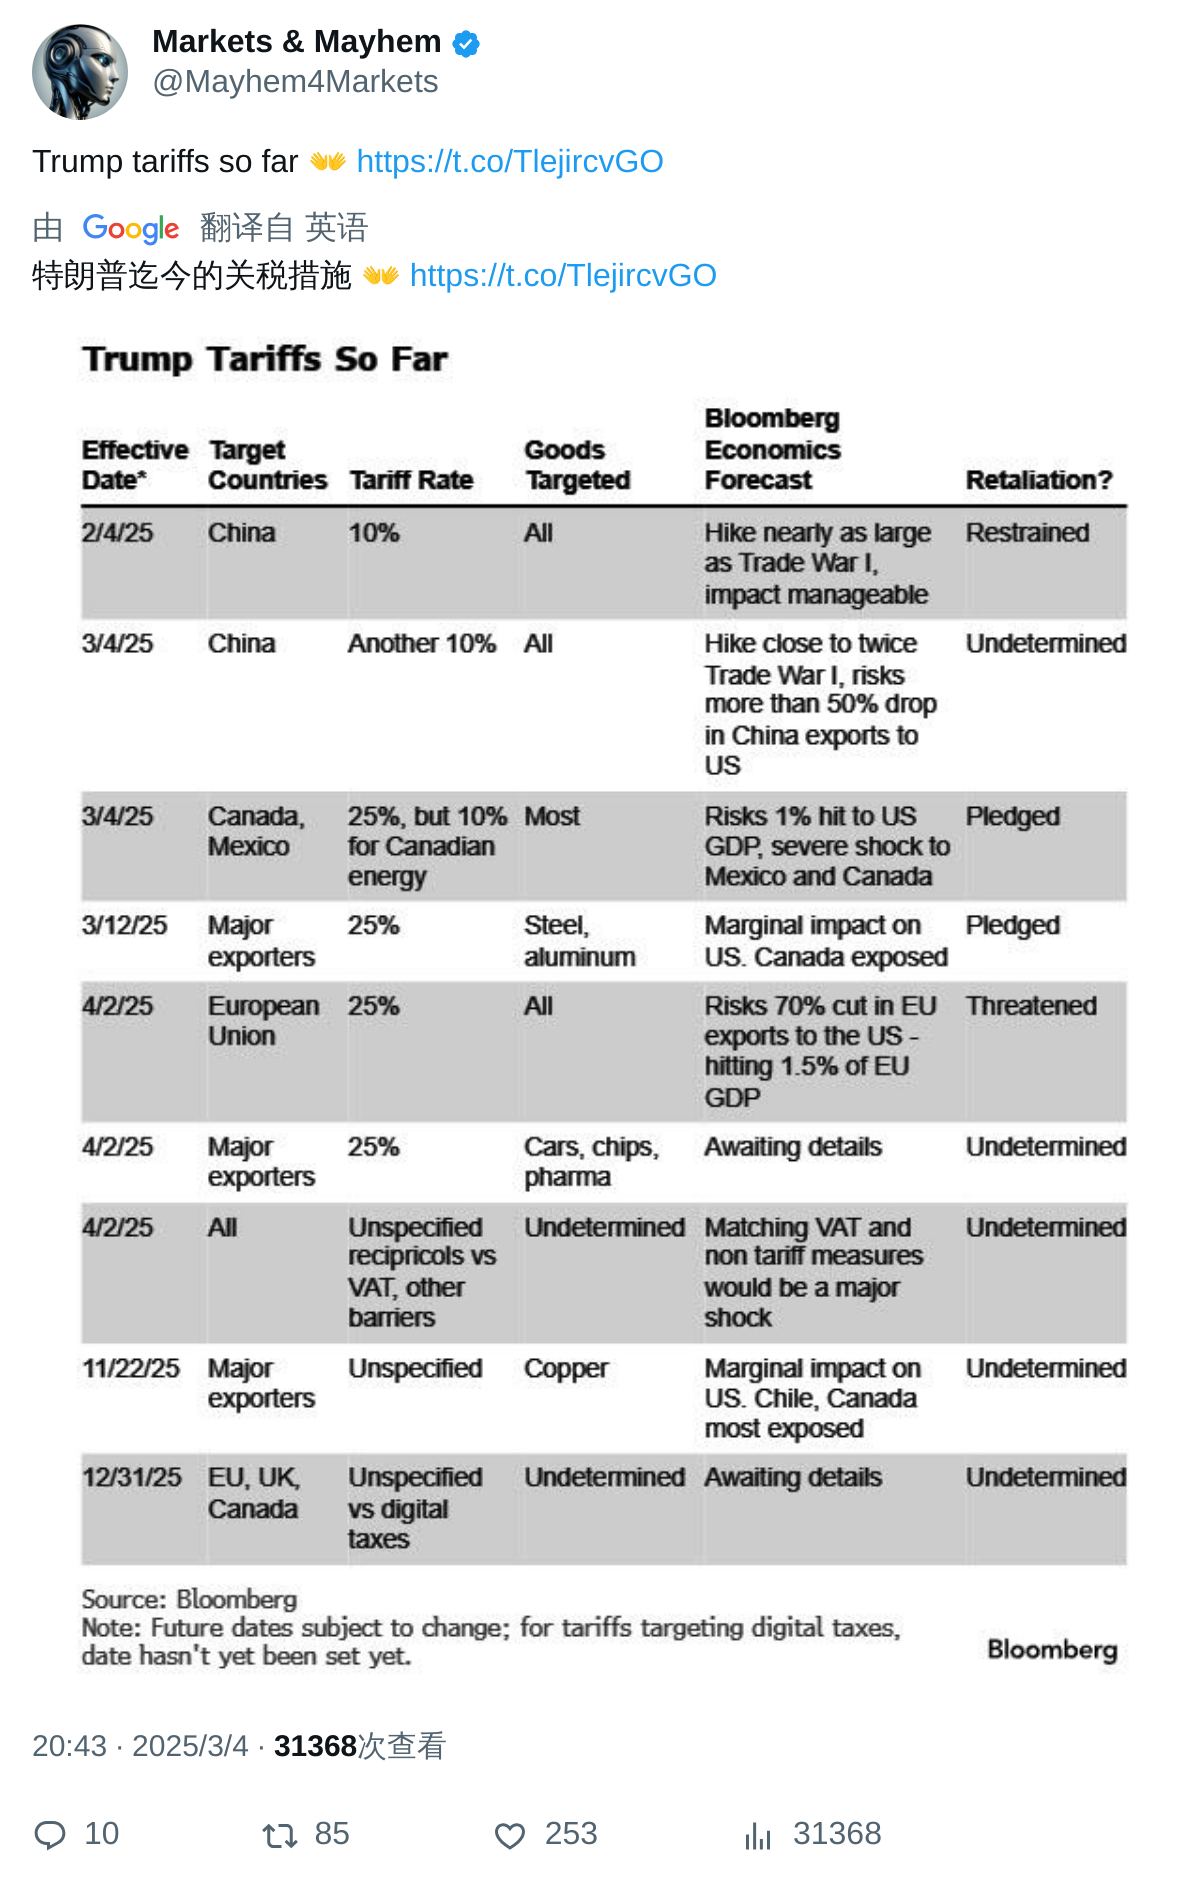 Markets & Mayhem
@Mayhem4Markets
Trump tariffs so far 👐 https://t.co/TlejircvGO
由 Google 翻译自 英语
特朗普迄今的关税措施 👐 https://t.co/TlejircvGO
Trump Tariffs So Far
Effective Date* Target Countries Tariff Rate Goods Targeted Bloomberg Economics Forecast Retaliation?
2/4/25 China 10% All Hike nearly as large as Trade War I, impact manageable Restrained
3/4/25 China Another 10% All Hike close to twice Trade War I, risks more than 50% drop in China exports to US Undetermined
3/4/25 Canada, Mexico 25%, but 10% for Canadian energy Most Risks 1% hit to US GDP, severe shock to Mexico and Canada Pledged
3/12/25 Major exporters 25% Steel, aluminum Marginal impact on US. Canada exposed Pledged
4/2/25 European Union 25% All Risks 70% cut in EU exports to the US - hitting 1.5% of EU GDP Threatened
4/2/25 Major exporters 25% Cars, chips, pharma Awaiting details Undetermined
4/2/25 All Unspecified recipricols vs VAT, other barriers Undetermined Matching VAT and non tariff measures would be a major shock Undetermined
11/22/25 Major exporters Unspecified Copper Marginal impact on US. Chile, Canada most exposed Undetermined
12/31/25 EU, UK, Canada Unspecified vs digital taxes Undetermined Awaiting details Undetermined
Source: Bloomberg
Note: Future dates subject to change; for tariffs targeting digital taxes,
date hasn't yet been set yet.
Bloomberg
20:43 · 2025/3/4 · 31368次查看
10 85 253 31368